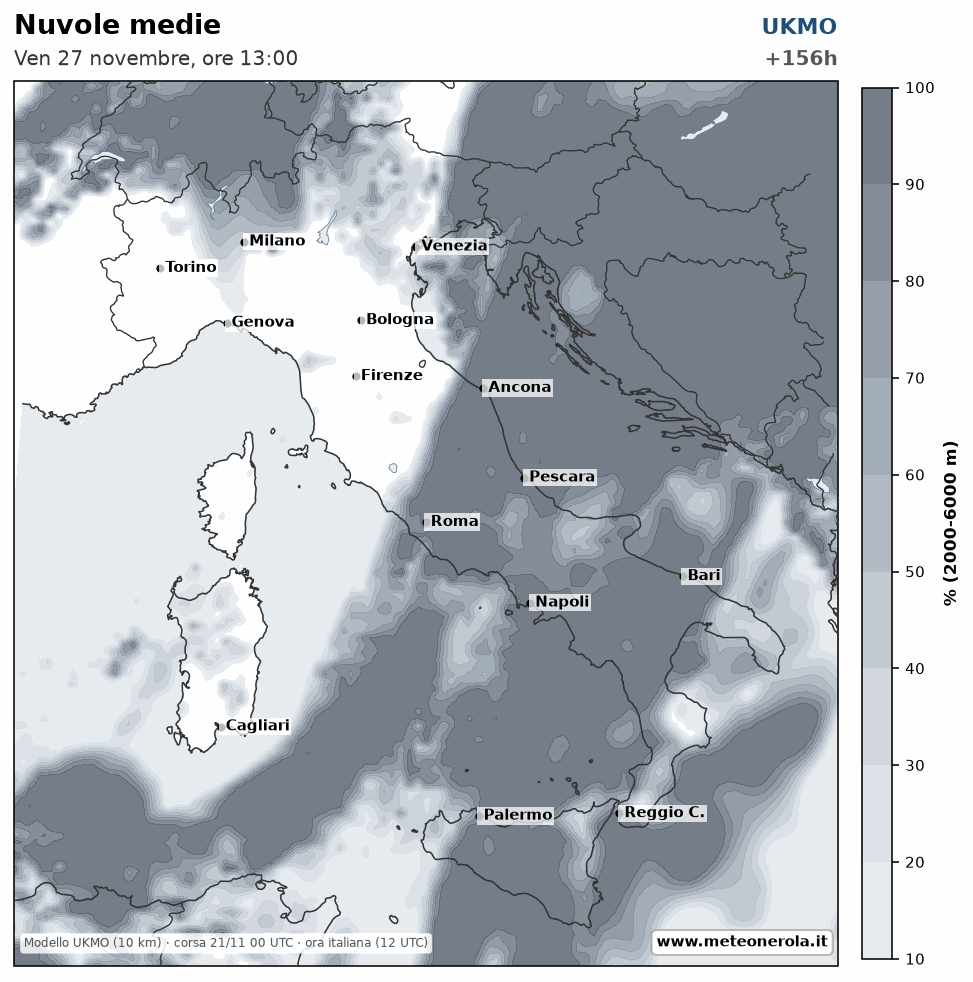 Nuvole medie
UKMO
Ven 27 novembre, ore 13:00
+156h
100
90
80
70
60
50
40
30
20
10
% (2000-6000 m)
Milano
Venezia
Torino
Genova
Bologna
Firenze
Ancona
Pescara
Roma
Bari
Napoli
Cagliari
Palermo
Reggio C.
Modello UKMO (10 km) · corsa 21/11 00 UTC · ora italiana (12 UTC)
www.meteonerola.it